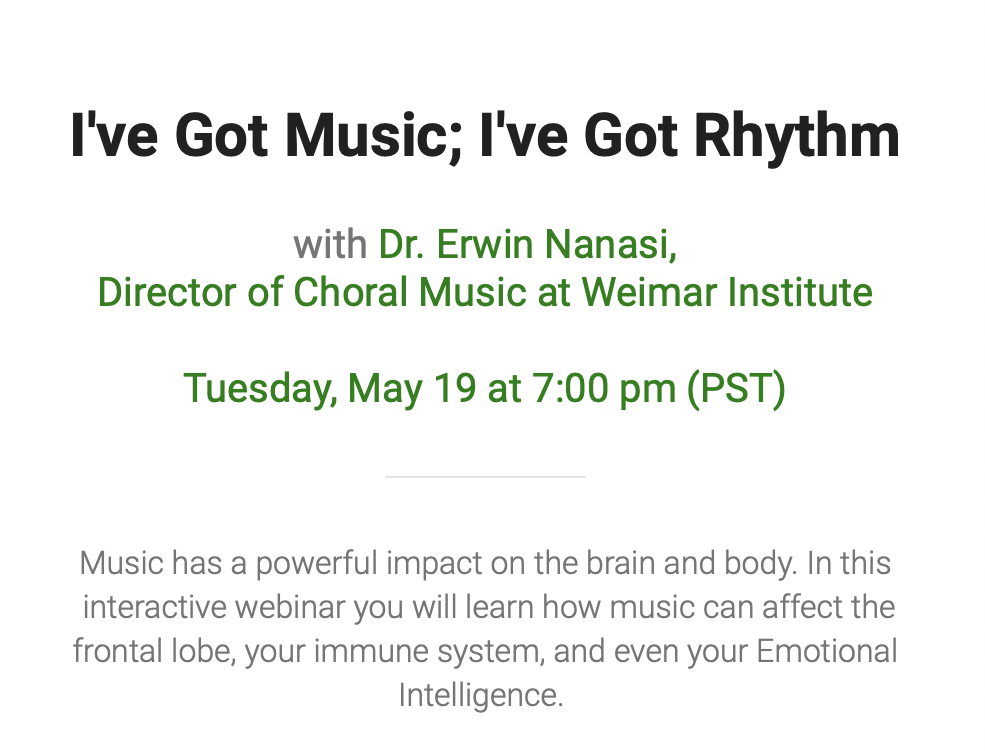 I've Got Music; I've Got Rhythm
with Dr. Erwin Nanasi,
Director of Choral Music at Weimar Institute
Tuesday, May 19 at 7:00 pm (PST)
Music has a powerful impact on the brain and body. In this
interactive webinar you will learn how music can affect the
frontal lobe, your immune system, and even your Emotional
Intelligence.